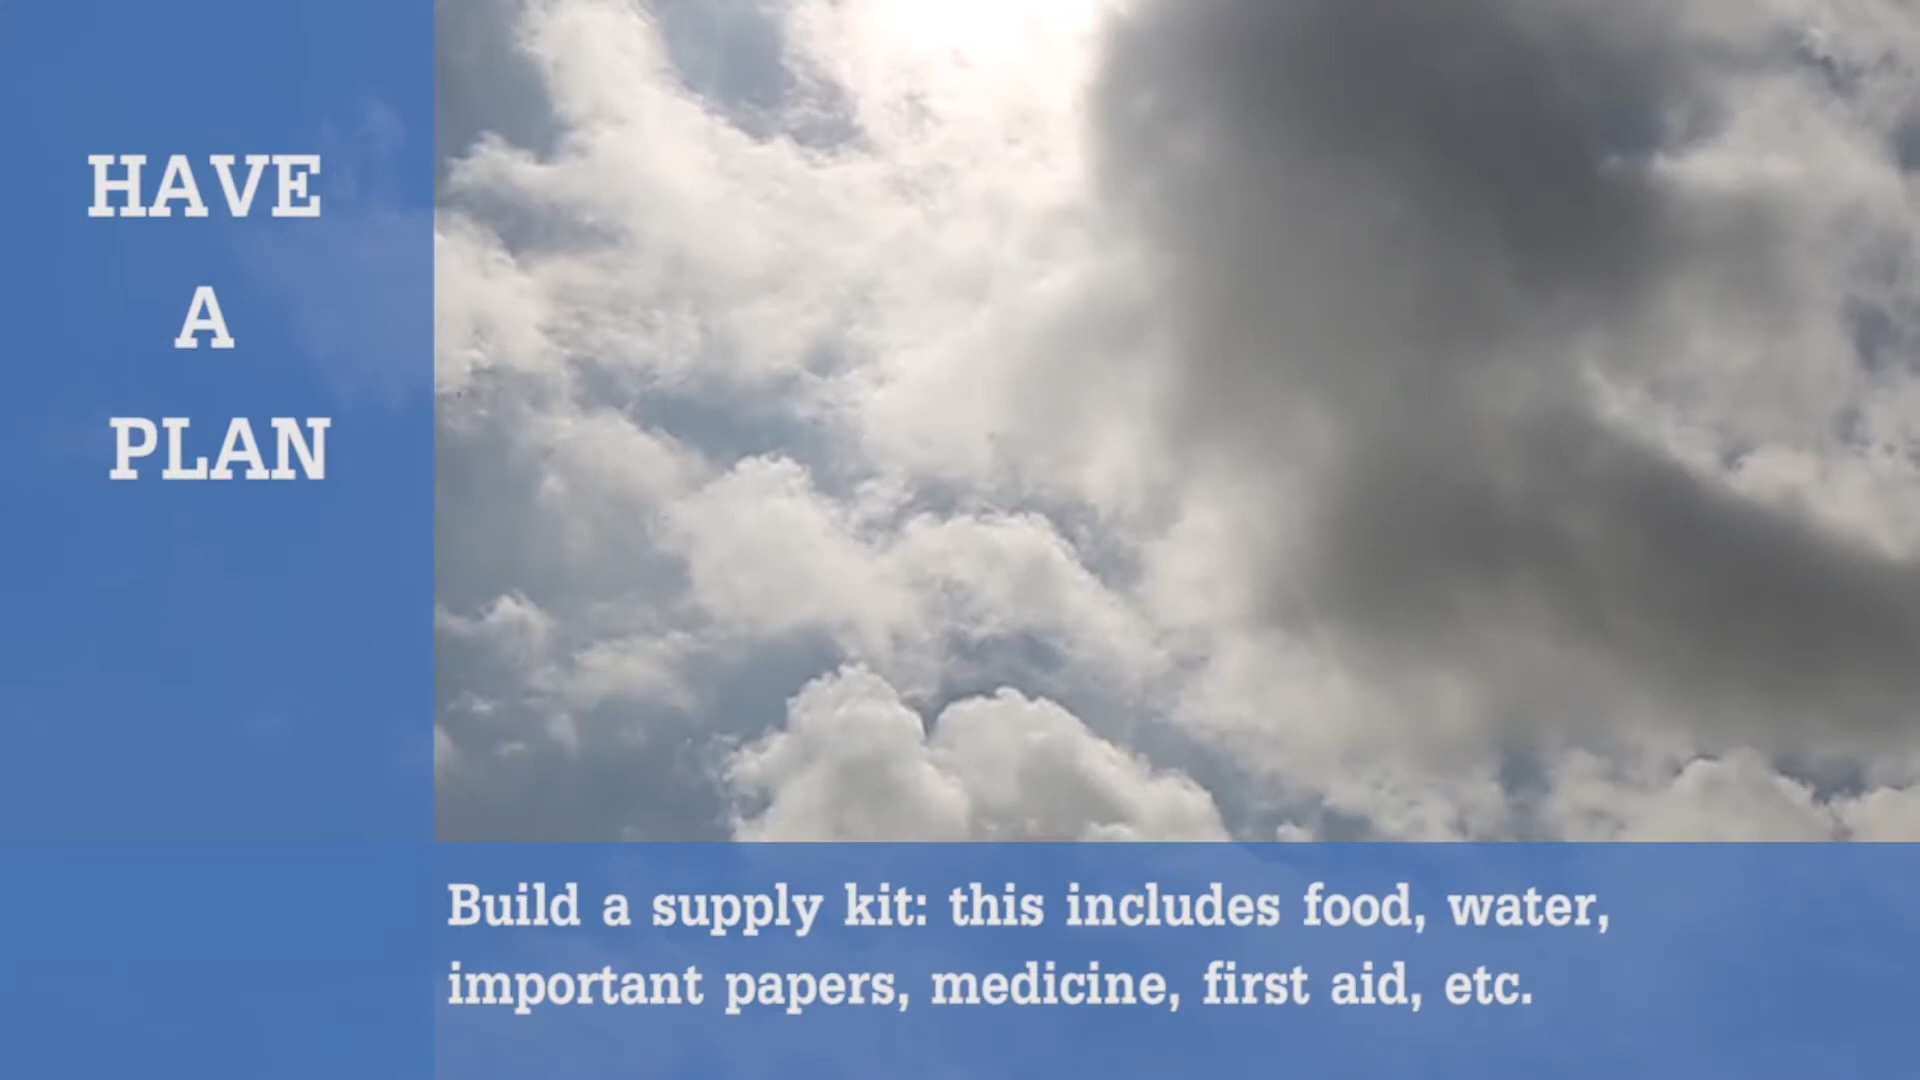 HAVE
A
PLAN
Build a supply kit: this includes food, water,
important papers, medicine, first aid, etc.